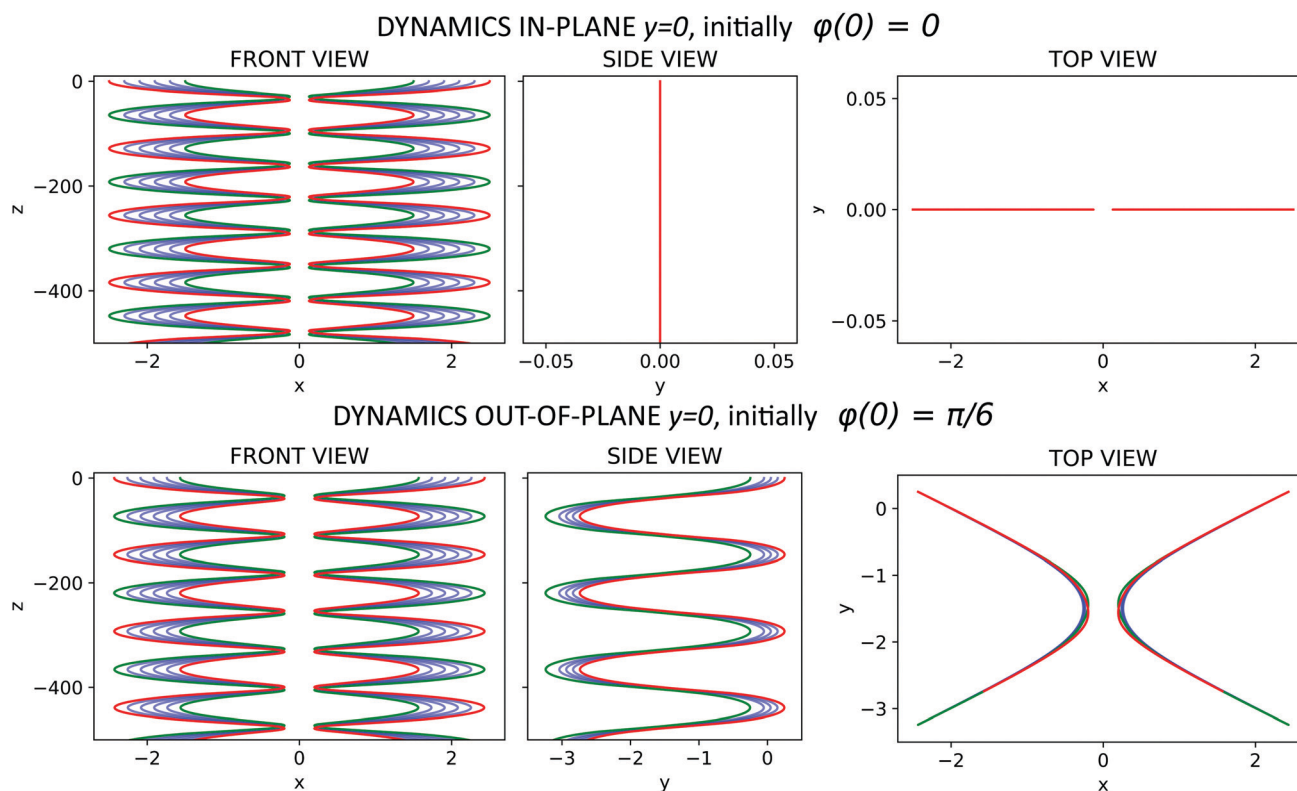 DYNAMICS IN-PLANE y=0, initially φ(0) = 0
FRONT VIEW
SIDE VIEW
TOP VIEW
0
−200
−400
z
−2
0
2
x
−0.05
0.00
0.05
y
0.05
0.00
−0.05
y
−2
0
2
x
DYNAMICS OUT-OF-PLANE y=0, initially φ(0) = π/6
FRONT VIEW
SIDE VIEW
TOP VIEW
0
−200
−400
z
−2
0
2
x
−3
−2
−1
0
y
0
−1
−2
−3
y
−2
0
2
x